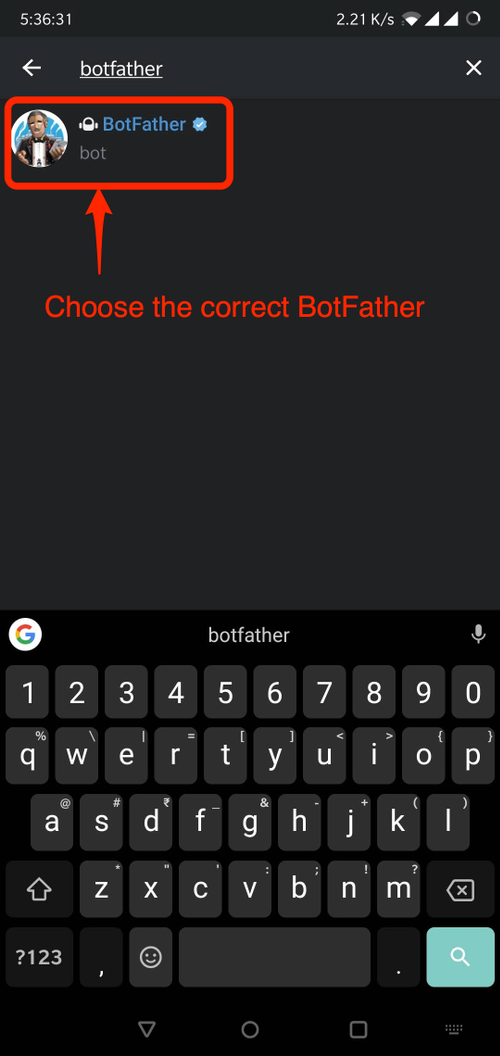 5:36:31 2.21 K/s
botfather
BotFather
bot
Choose the correct BotFather
G botfather
1 2 3 4 5 6 7 8 9 0
% \ | = [ ] < > { }
q w e r t y u i o p
@ # ₹ _ & - + ( )
a s d f g h j k l
* " ' : ; ! ?
z x c v b n m
?123 , .